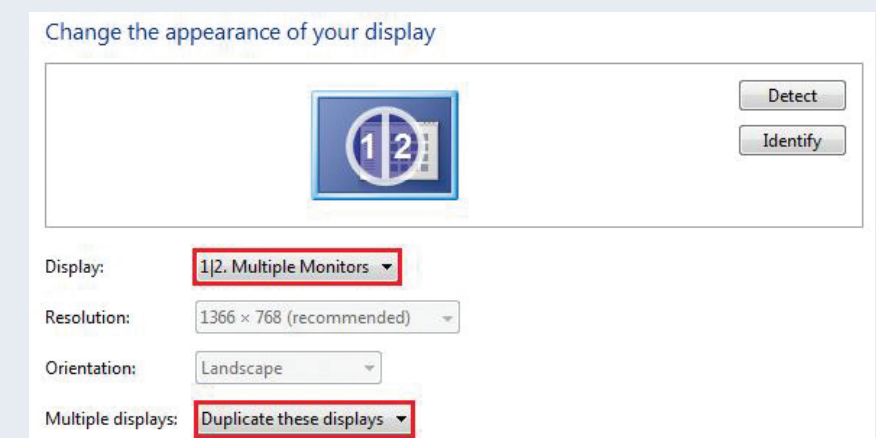 Change the appearance of your display
Detect
1|2
Identify
Display: 1|2. Multiple Monitors
Resolution: 1366 × 768 (recommended)
Orientation: Landscape
Multiple displays: Duplicate these displays